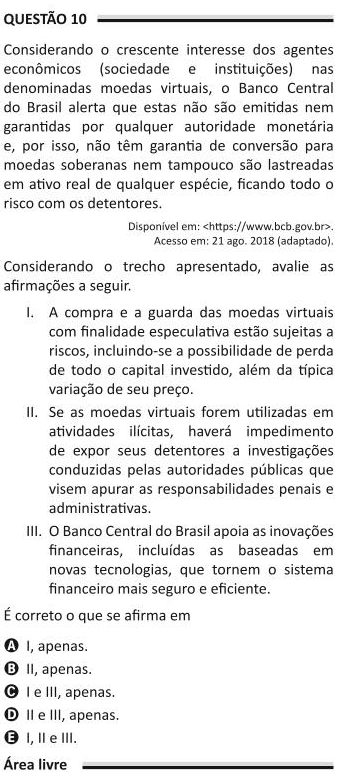 QUESTÃO 10
Considerando o crescente interesse dos agentes
econômicos (sociedade e instituições) nas
denominadas moedas virtuais, o Banco Central
do Brasil alerta que estas não são emitidas nem
garantidas por qualquer autoridade monetária
e, por isso, não têm garantia de conversão para
moedas soberanas nem tampouco são lastreadas
em ativo real de qualquer espécie, ficando todo o
risco com os detentores.
Disponível em: <https://www.bcb.gov.br>.
Acesso em: 21 ago. 2018 (adaptado).
Considerando o trecho apresentado, avalie as
afirmações a seguir.
I. A compra e a guarda das moedas virtuais
com finalidade especulativa estão sujeitas a
riscos, incluindo-se a possibilidade de perda
de todo o capital investido, além da típica
variação de seu preço.
II. Se as moedas virtuais forem utilizadas em
atividades ilícitas, haverá impedimento
de expor seus detentores a investigações
conduzidas pelas autoridades públicas que
visem apurar as responsabilidades penais e
administrativas.
III. O Banco Central do Brasil apoia as inovações
financeiras, incluídas as baseadas em
novas tecnologias, que tornem o sistema
financeiro mais seguro e eficiente.
É correto o que se afirma em
A I, apenas.
B II, apenas.
C I e III, apenas.
D II e III, apenas.
E I, II e III.
Área livre